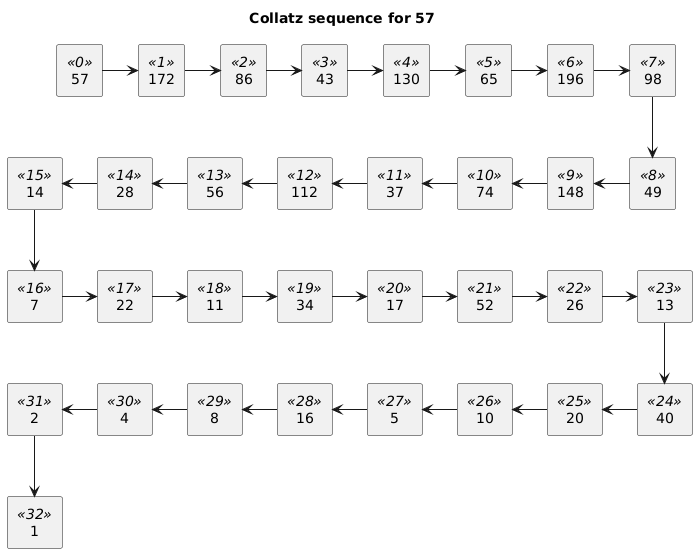 Collatz sequence for 57
«0» «1» «2» «3» «4» «5» «6» «7»
57 172 86 43 130 65 196 98
«15» «14» «13» «12» «11» «10» «9» «8»
14 28 56 112 37 74 148 49
«16» «17» «18» «19» «20» «21» «22» «23»
7 22 11 34 17 52 26 13
«31» «30» «29» «28» «27» «26» «25» «24»
2 4 8 16 5 10 20 40
«32»
1